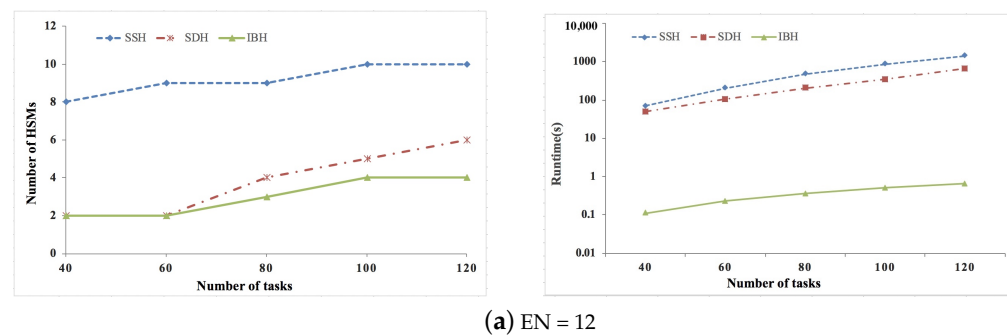 12
10
8
6
4
2
0
Number of HSMs
SSH SDH IBH
40 60 80 100 120
Number of tasks
10,000
1000
100
10
1
0.1
0.01
Runtime(s)
SSH SDH IBH
40 60 80 100 120
Number of tasks
(a) EN = 12